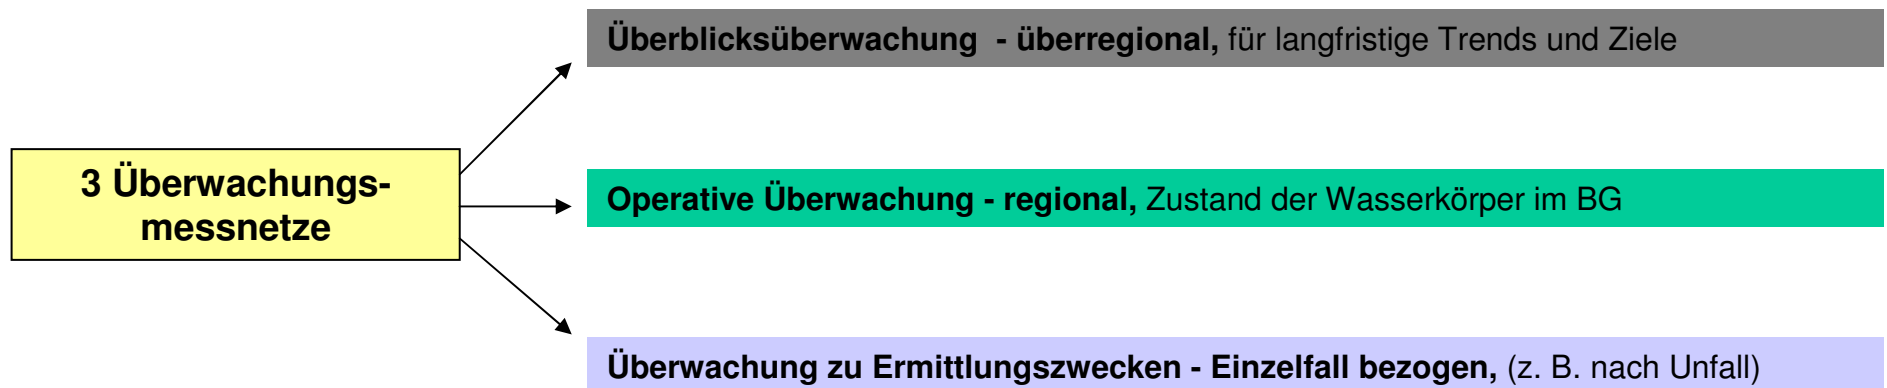 Überblicksüberwachung - überregional, für langfristige Trends und Ziele
3 Überwachungs-
messnetze
Operative Überwachung - regional, Zustand der Wasserkörper im BG
Überwachung zu Ermittlungszwecken - Einzelfall bezogen, (z. B. nach Unfall)